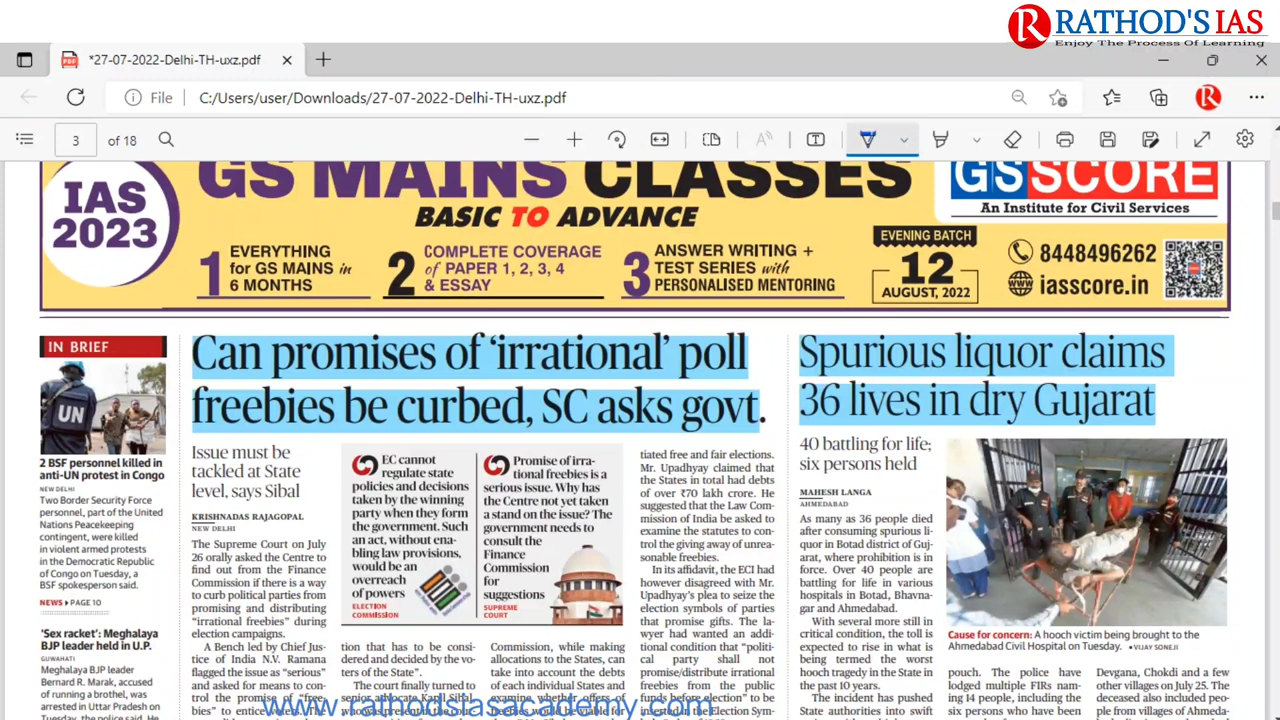 RATHOD'S IAS
Enjoy The Process Of Learning
*27-07-2022-Delhi-TH-uxz.pdf
File
C:/Users/user/Downloads/27-07-2022-Delhi-TH-uxz.pdf
3 of 18
IAS
2023
GS MAINS CLASSES
BASIC TO ADVANCE
1 EVERYTHING
for GS MAINS in
6 MONTHS
2 COMPLETE COVERAGE
of PAPER 1, 2, 3, 4
& ESSAY
3 ANSWER WRITING +
TEST SERIES with
PERSONALISED MENTORING
GSSCORE
An Institute for Civil Services
EVENING BATCH
12
AUGUST, 2022
8448496262
www iasscore.in
IN BRIEF
UN
2 BSF personnel killed in
anti-UN protest in Congo
NEW DELHI
Two Border Security Force
personnel, part of the United
Nations Peacekeeping
contingent, were killed
in violent armed protests
in the Democratic Republic
of Congo on Tuesday, a
BSF spokesperson said.
NEWS PAGE 10
'Sex racket': Meghalaya
BJP leader held in U.P.
GUWAHATI
Meghalaya BJP leader
Bernard R. Marak, accused
of running a brothel, was
arrested in Uttar Pradesh on
Tuesday, the police said. He
Can promises of 'irrational' poll
freebies be curbed, SC asks govt.
Issue must be
tackled at State
level, says Sibal
KRISHNADAS RAJAGOPAL
NEW DELHI
The Supreme Court on July
26 orally asked the Centre to
find out from the Finance
Commission if there is a way
to curb political parties from
promising and distributing
"irrational freebies" during
election campaigns.
A Bench led by Chief Jus-
tice of India N.V. Ramana
flagged the issue as "serious"
and asked for means to con-
trol the promise of "free-
bies" to entice
EC cannot
regulate state
policies and decisions
taken by the winning
party when they form
the government. Such
an act, without ena-
bling law provisions,
would be an
overreach
of powers
ELECTION
COMMISSION
Promise of irra-
tional freebies is a
serious issue. Why has
the Centre not yet taken
a stand on the issue? The
government needs to
consult the
Finance
Commission
for
suggestions
SUPREME
COURT
tion that has to be consi-
dered and decided by the vo-
ters of the State".
The court finally turned to
senior advocate Kapil Sibal,
Commission, while making
allocations to the States, can
take into account the debts
of each individual States and
examine whether offers of
tiated free and fair elections.
Mr. Upadhyay claimed that
the States in total had debts
of over ₹70 lakh crore. He
suggested that the Law Com-
mission of India be asked to
examine the statutes to con-
trol the giving away of unrea-
sonable freebies.
In its affidavit, the ECI had
however disagreed with Mr.
Upadhyay's plea to seize the
election symbols of parties
that promise gifts. The la-
wyer had wanted an addi-
tional condition that "politi-
cal party shall not
promise/distribute irrational
freebies from the public
funds before election" to be
Spurious liquor claims
36 lives in dry Gujarat
40 battling for life;
six persons held
MAHESH LANGA
AHMEDABAD
As many as 36 people died
after consuming spurious li-
quor in Botad district of Guj-
arat, where prohibition is in
force. Over 40 people are
battling for life in various
hospitals in Botad, Bhavna-
gar and Ahmedabad.
With several more still in
critical condition, the toll is
expected to rise in what is
being termed the worst
hooch tragedy in the State in
the past 10 years.
The incident has pushed
State authorities into swift
Cause for concern: A hooch victim being brought to the
Ahmedabad Civil Hospital on Tuesday. • VIJAY SONEJI
pouch. The police have
lodged multiple FIRs nam-
ing 14 people, including the
six persons who have been
Devgana, Chokdi and a few
other villages on July 25. The
deceased also included peo-
ple from villages of Ahmeda-
www.rathodsiasacademy.com